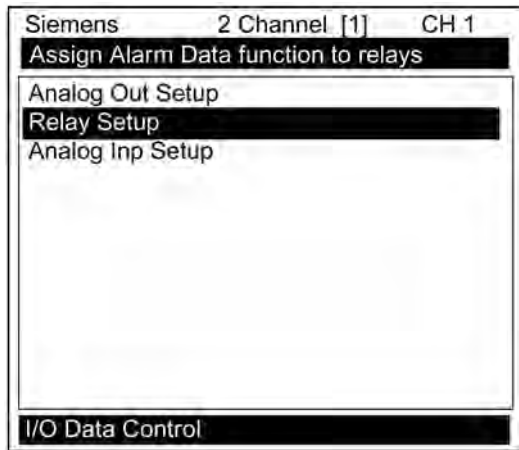 Siemens 2 Channel [1] CH 1
Assign Alarm Data function to relays
Analog Out Setup
Relay Setup
Analog Inp Setup
I/O Data Control